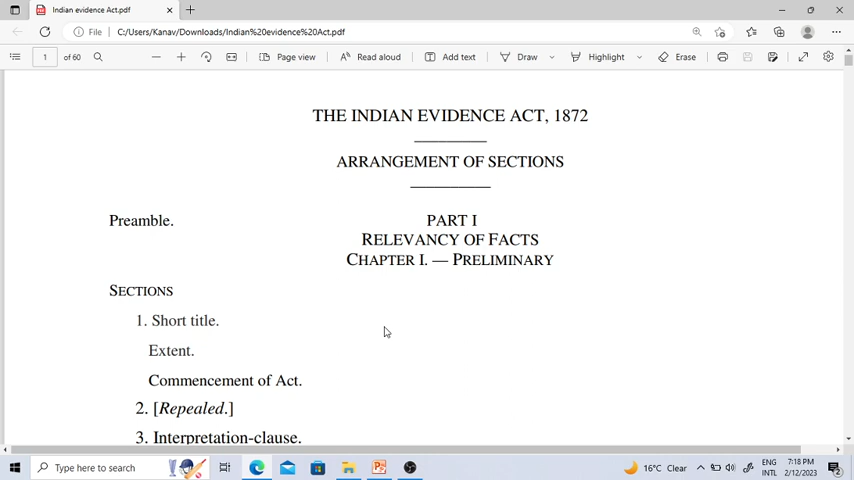 Indian evidence Act.pdf
File C:/Users/Kanav/Downloads/Indian%20evidence%20Act.pdf
1 of 60 Page view Read aloud Add text Draw Highlight Erase
THE INDIAN EVIDENCE ACT, 1872
ARRANGEMENT OF SECTIONS
Preamble. PART I
RELEVANCY OF FACTS
CHAPTER I. — PRELIMINARY
SECTIONS
1. Short title.
Extent.
Commencement of Act.
2. [Repealed.]
3. Interpretation-clause.
Type here to search 16°C Clear ENG 7:18 PM
INTL 2/12/2023 2